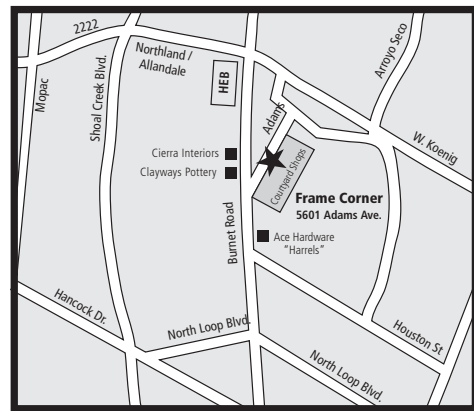 2222
Northland /
Allandale
HEB
Mopac
Shoal Creek Blvd.
Adams
Arroyo Seco
W. Koenig
Cierra Interiors
Clayways Pottery
Courtyard Shops
Frame Corner
5601 Adams Ave.
Burnet Road
Ace Hardware
"Harrels"
Hancock Dr.
North Loop Blvd.
Houston St
North Loop Blvd.